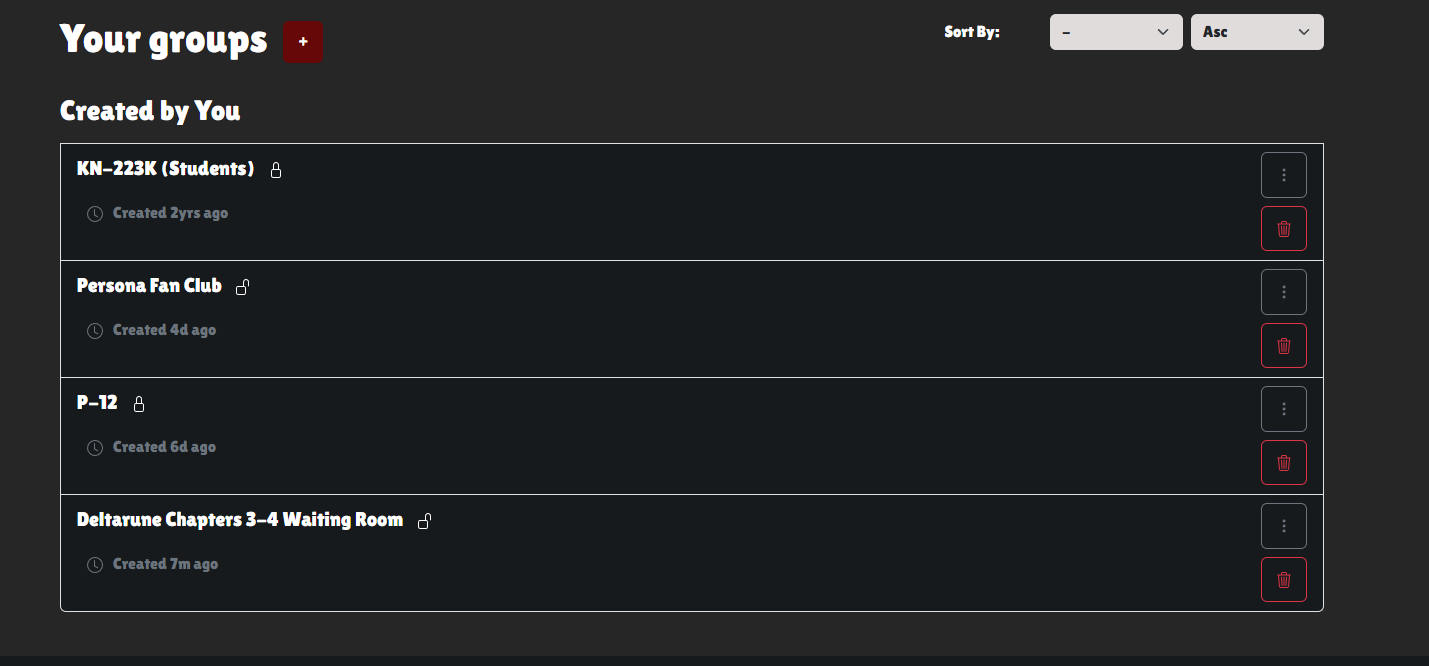 Your groups +
Sort By: - Asc
Created by You
KN-223K (Students)
Created 2yrs ago
Persona Fan Club
Created 4d ago
P-12
Created 6d ago
Deltarune Chapters 3-4 Waiting Room
Created 7m ago